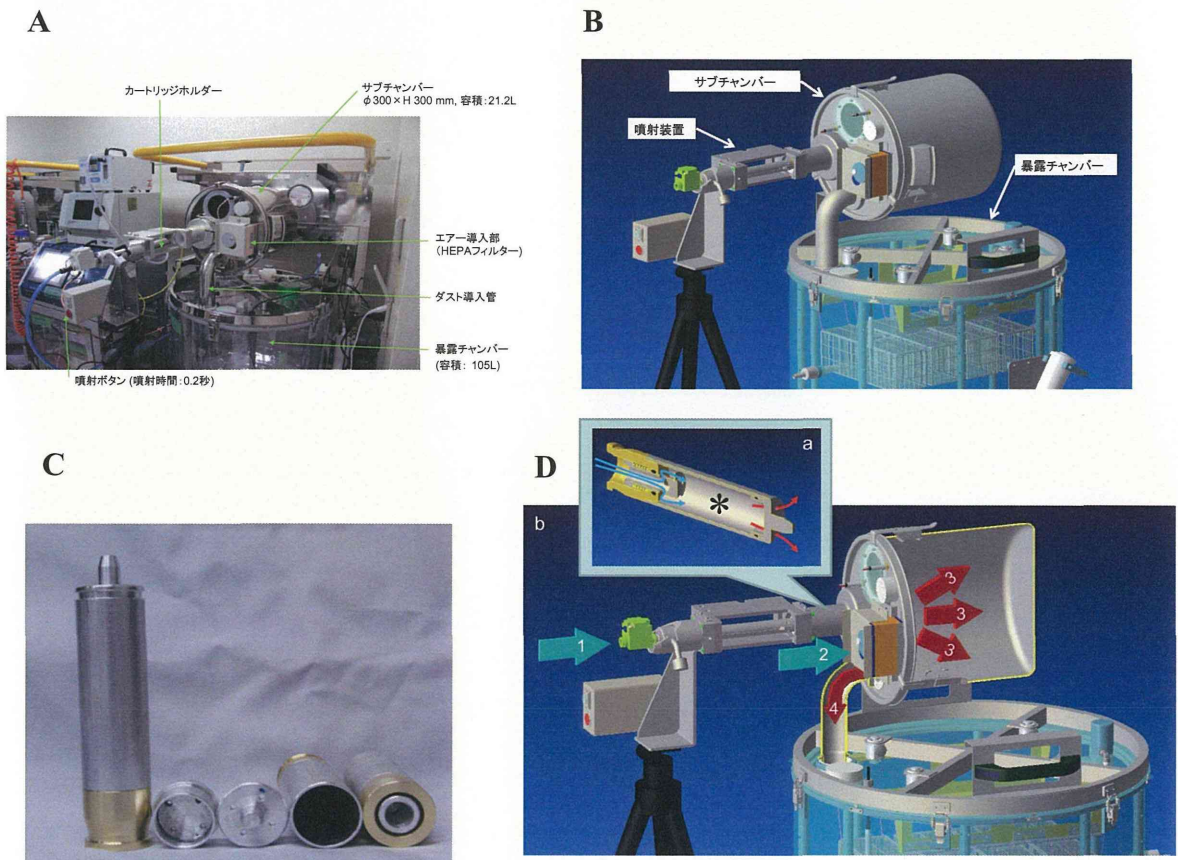 A
カートリッジホルダー
サブチャンバー
φ300×H 300 mm, 容積：21.2L
エアー導入部
（HEPAフィルター）
ダスト導入管
暴露チャンバー
(容積： 105L)
噴射ボタン (噴射時間：0.2秒)
B
サブチャンバー
噴射装置
暴露チャンバー
C
D
a
*
b
1
2
3
3
3
4